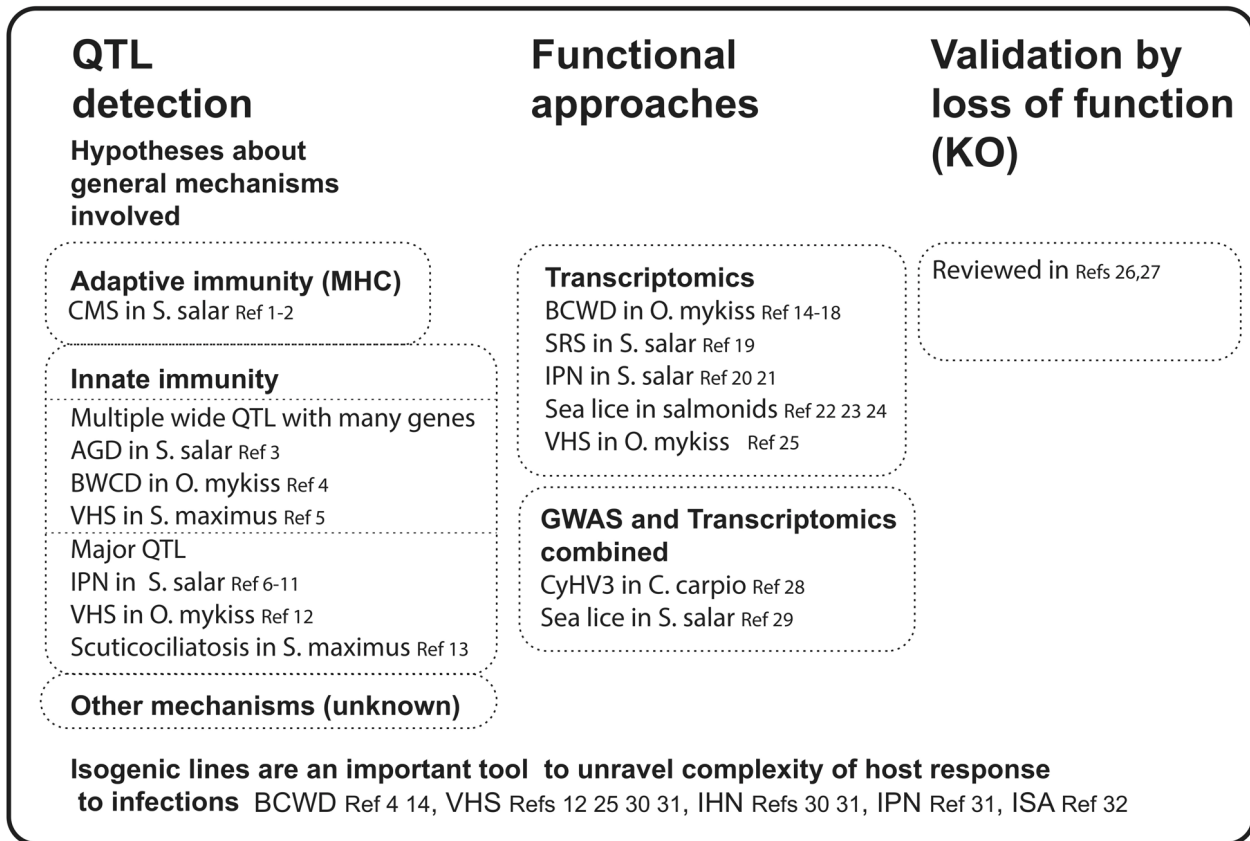 QTL
detection
Hypotheses about
general mechanisms
involved
Adaptive immunity (MHC)
CMS in S. salar Ref 1-2
Innate immunity
Multiple wide QTL with many genes
AGD in S. salar Ref 3
BWCD in O. mykiss Ref 4
VHS in S. maximus Ref 5
Major QTL
IPN in S. salar Ref 6-11
VHS in O. mykiss Ref 12
Scuticociliatosis in S. maximus Ref 13
Other mechanisms (unknown)
Functional
approaches
Transcriptomics
BCWD in O. mykiss Ref 14-18
SRS in S. salar Ref 19
IPN in S. salar Ref 20 21
Sea lice in salmonids Ref 22 23 24
VHS in O. mykiss Ref 25
GWAS and Transcriptomics
combined
CyHV3 in C. carpio Ref 28
Sea lice in S. salar Ref 29
Validation by
loss of function
(KO)
Reviewed in Refs 26,27
Isogenic lines are an important tool to unravel complexity of host response
to infections BCWD Ref 4 14, VHS Refs 12 25 30 31, IHN Refs 30 31, IPN Ref 31, ISA Ref 32